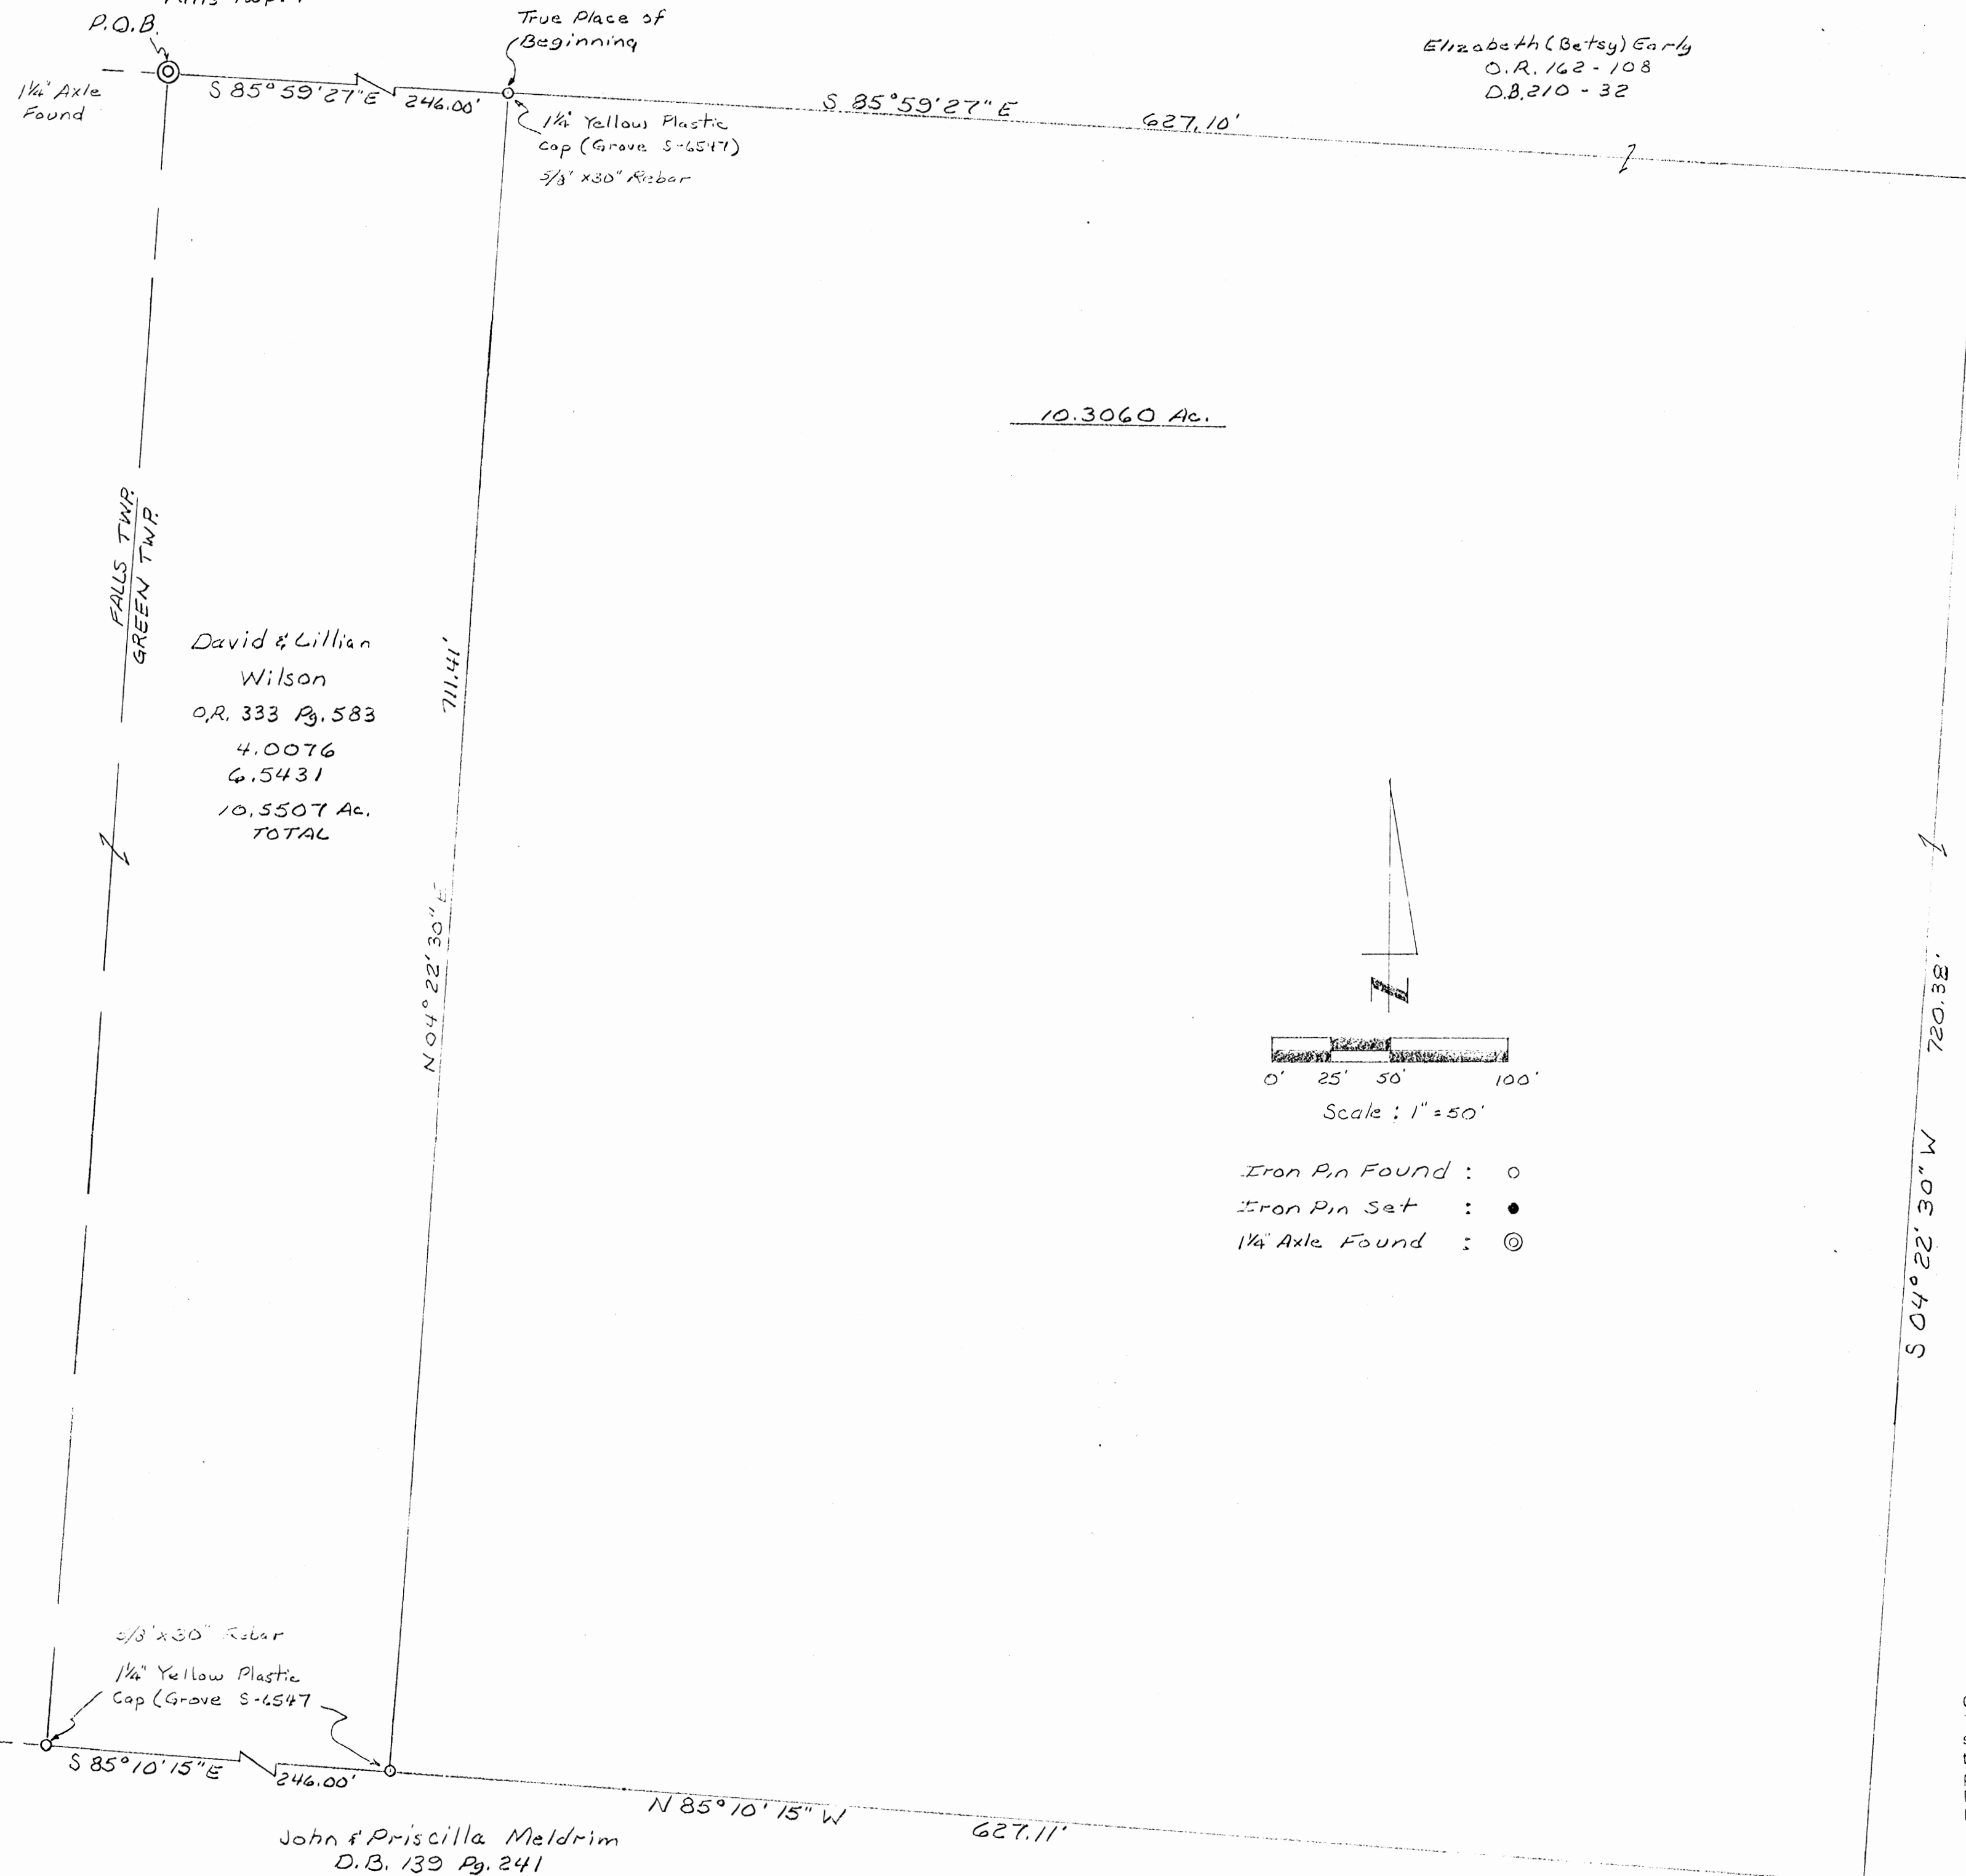 P.O.B.
1¼" Axle
Found
S 85° 59' 27" E 246.00'
True Place of
Beginning
1¼" Yellow Plastic
Cap (Grove S-6547)
5/8" x30" Rebar
S 85° 59' 27" E 627.10'
Elizabeth (Betsy) Early
O.R. 162 - 108
D.B. 210 - 32
10.3060 Ac.
FALLS TWP.
GREEN TWP.
David & Lillian
Wilson
O.R. 333 Pg. 583
4.0076
6.5431
10.5507 Ac.
TOTAL
N 04° 22' 30" E 711.41'
N
0' 25' 50' 100'
Scale : 1" = 50'
Iron Pin Found :
Iron Pin Set :
1¼" Axle Found :
S 04° 22' 30" W 720.38'
5/8" x30" Rebar
1¼" Yellow Plastic
Cap (Grove S-6547
S 85° 10' 15" E 246.00'
N 85° 10' 15" W 627.11'
John & Priscilla Meldrim
D.B. 139 Pg. 241